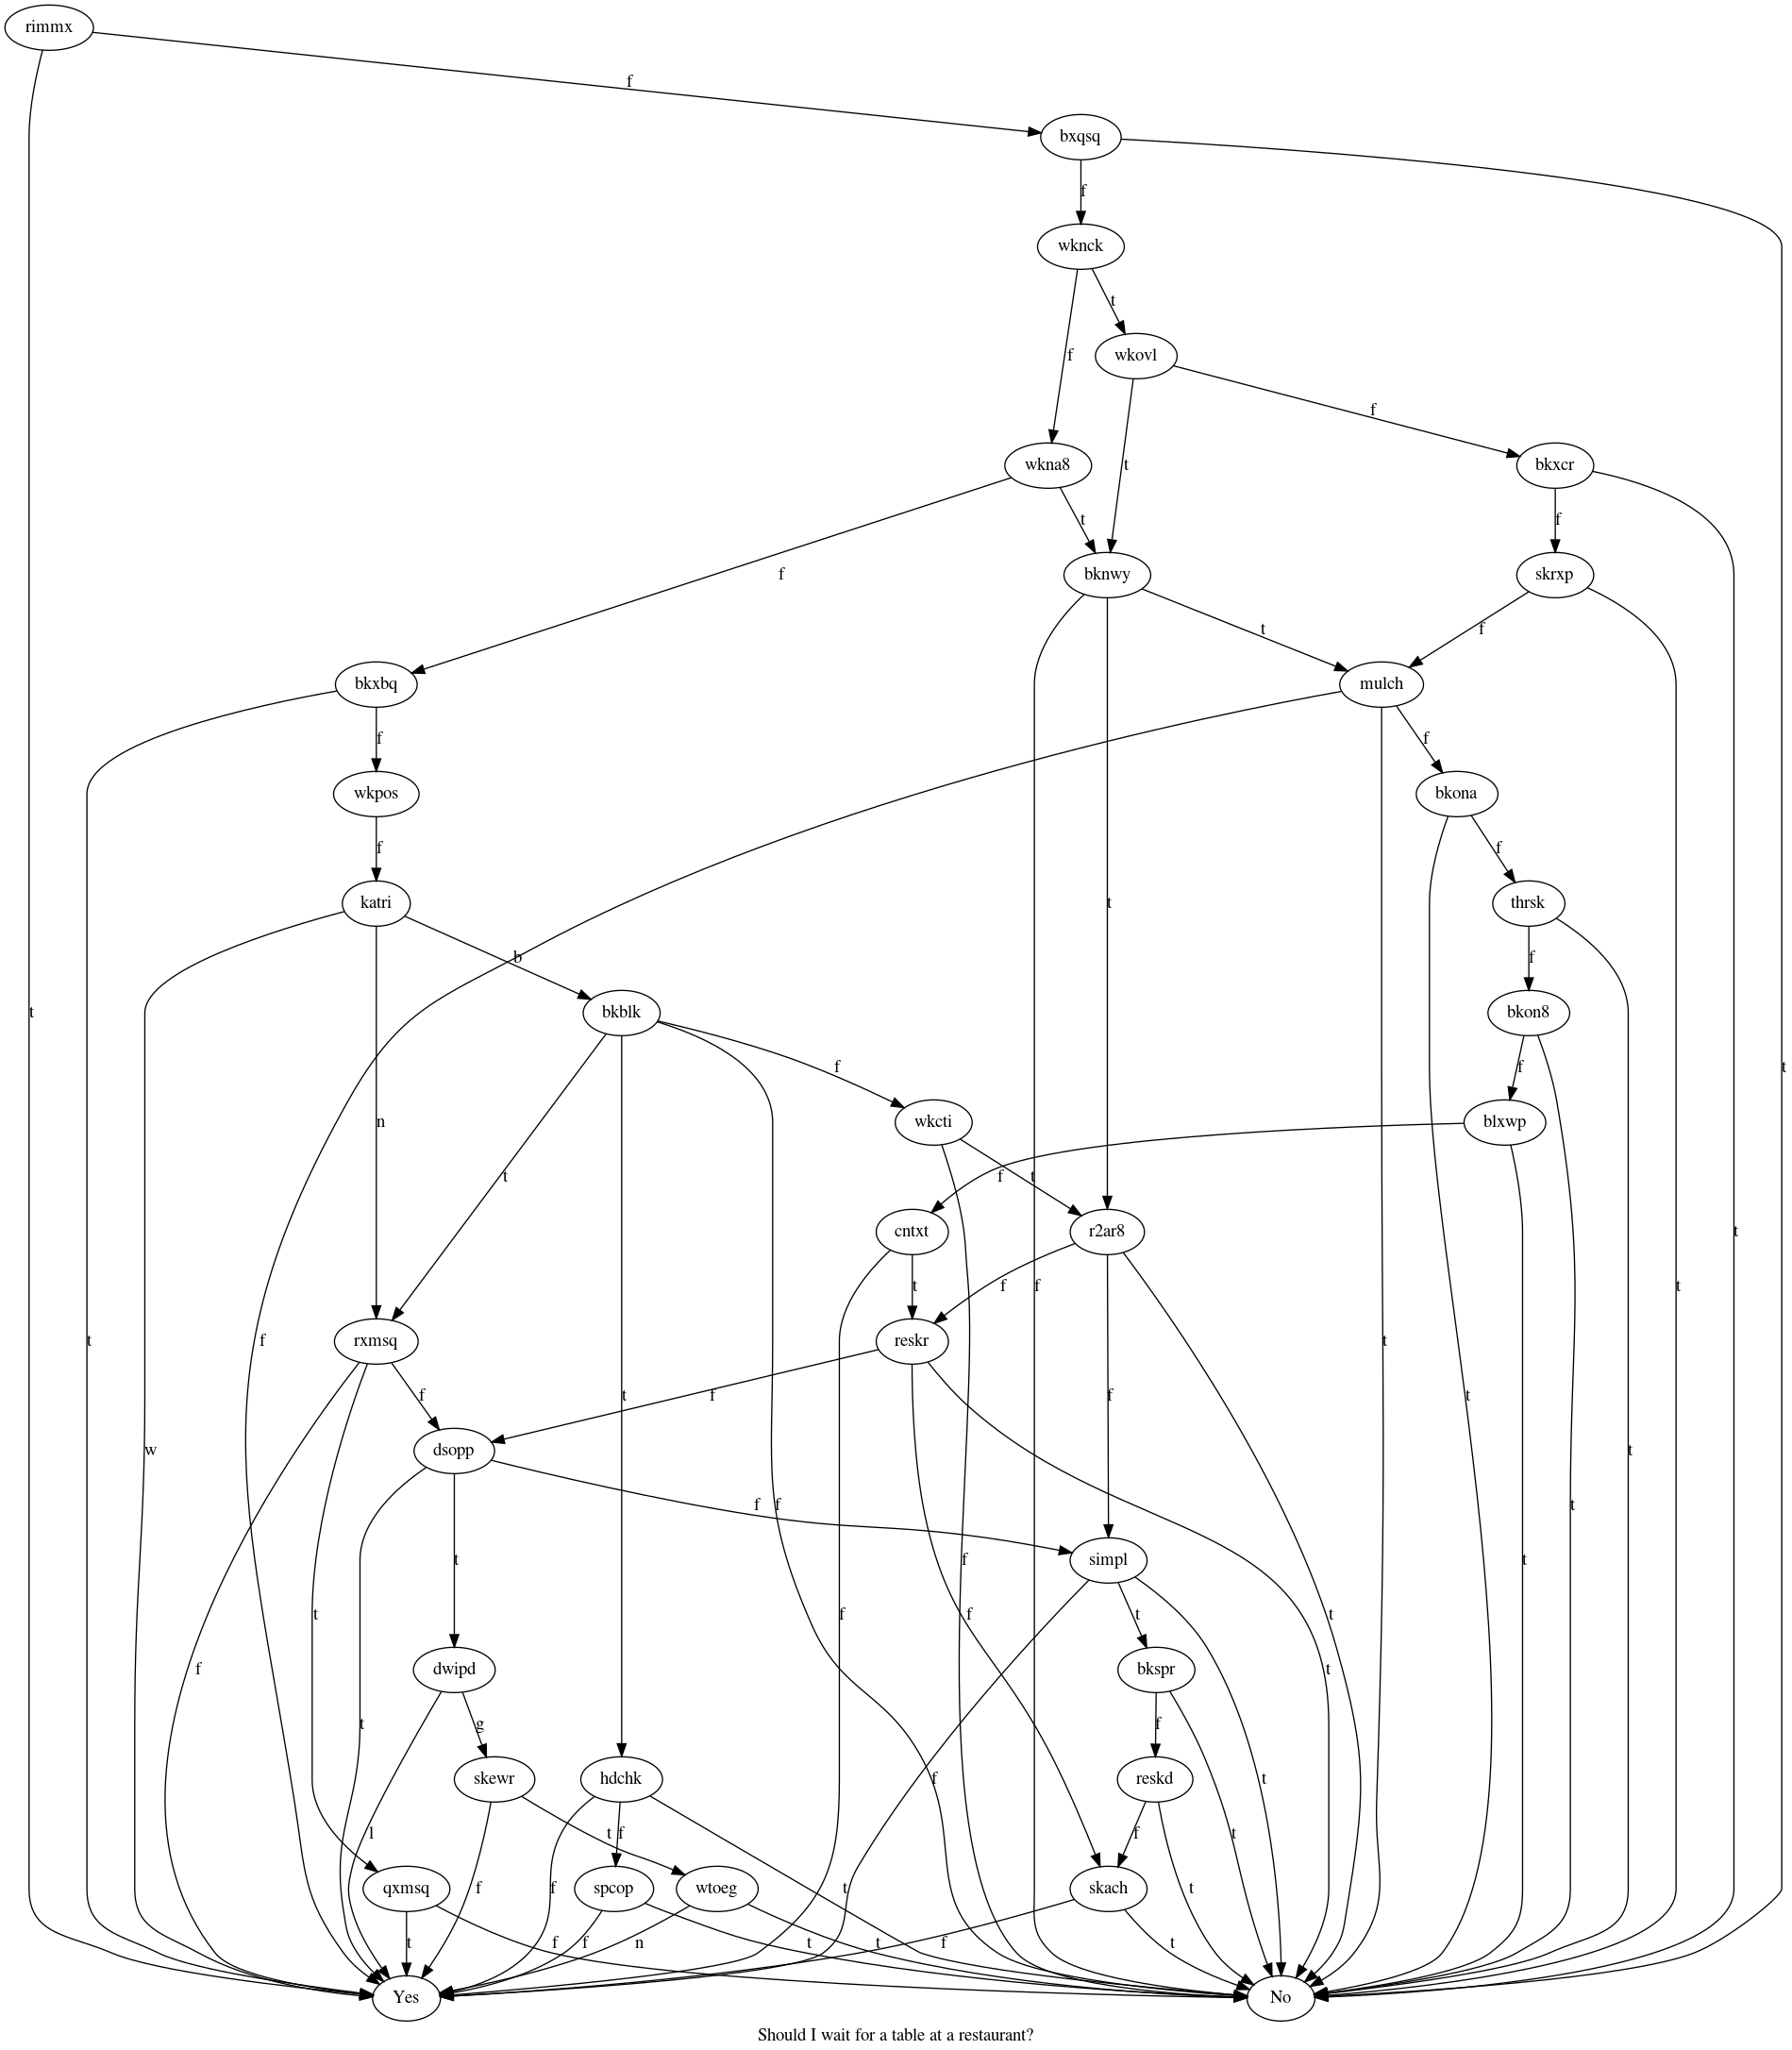 rimmx
f
bxqsq
f
wknck
t
wkovl
f
f
wkna8
t
bkxcr
t
f
f
bknwy
skrxp
t
f
bkxbq
mulch
f
f
wkpos
bkona
f
f
katri
thrsk
b
f
t
bkblk
bkon8
f
f
t
n
wkcti
blxwp
t
f
t
t
cntxt
r2ar8
t
t
f
f
t
t
rxmsq
reskr
f
t
f
t
f
f
t
t
dsopp
w
t
f
f
t
f
t
simpl
t
f
f
t
t
t
f
dwipd
bkspr
t
t
g
f
skewr
hdchk
reskd
f
t
l
t
f
f
t
qxmsq
spcop
wtoeg
skach
f
f
t
t
t
f
f
n
t
t
f
t
Yes
No
Should I wait for a table at a restaurant?